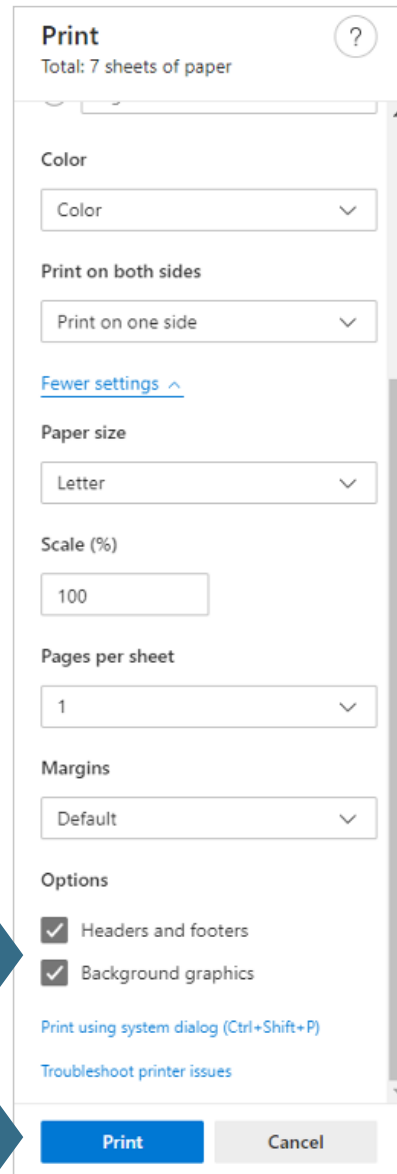 Print
?
Total: 7 sheets of paper
Color
Color
Print on both sides
Print on one side
Fewer settings
Paper size
Letter
Scale (%)
100
Pages per sheet
1
Margins
Default
Options
Headers and footers
Background graphics
Print using system dialog (Ctrl+Shift+P)
Troubleshoot printer issues
Print Cancel